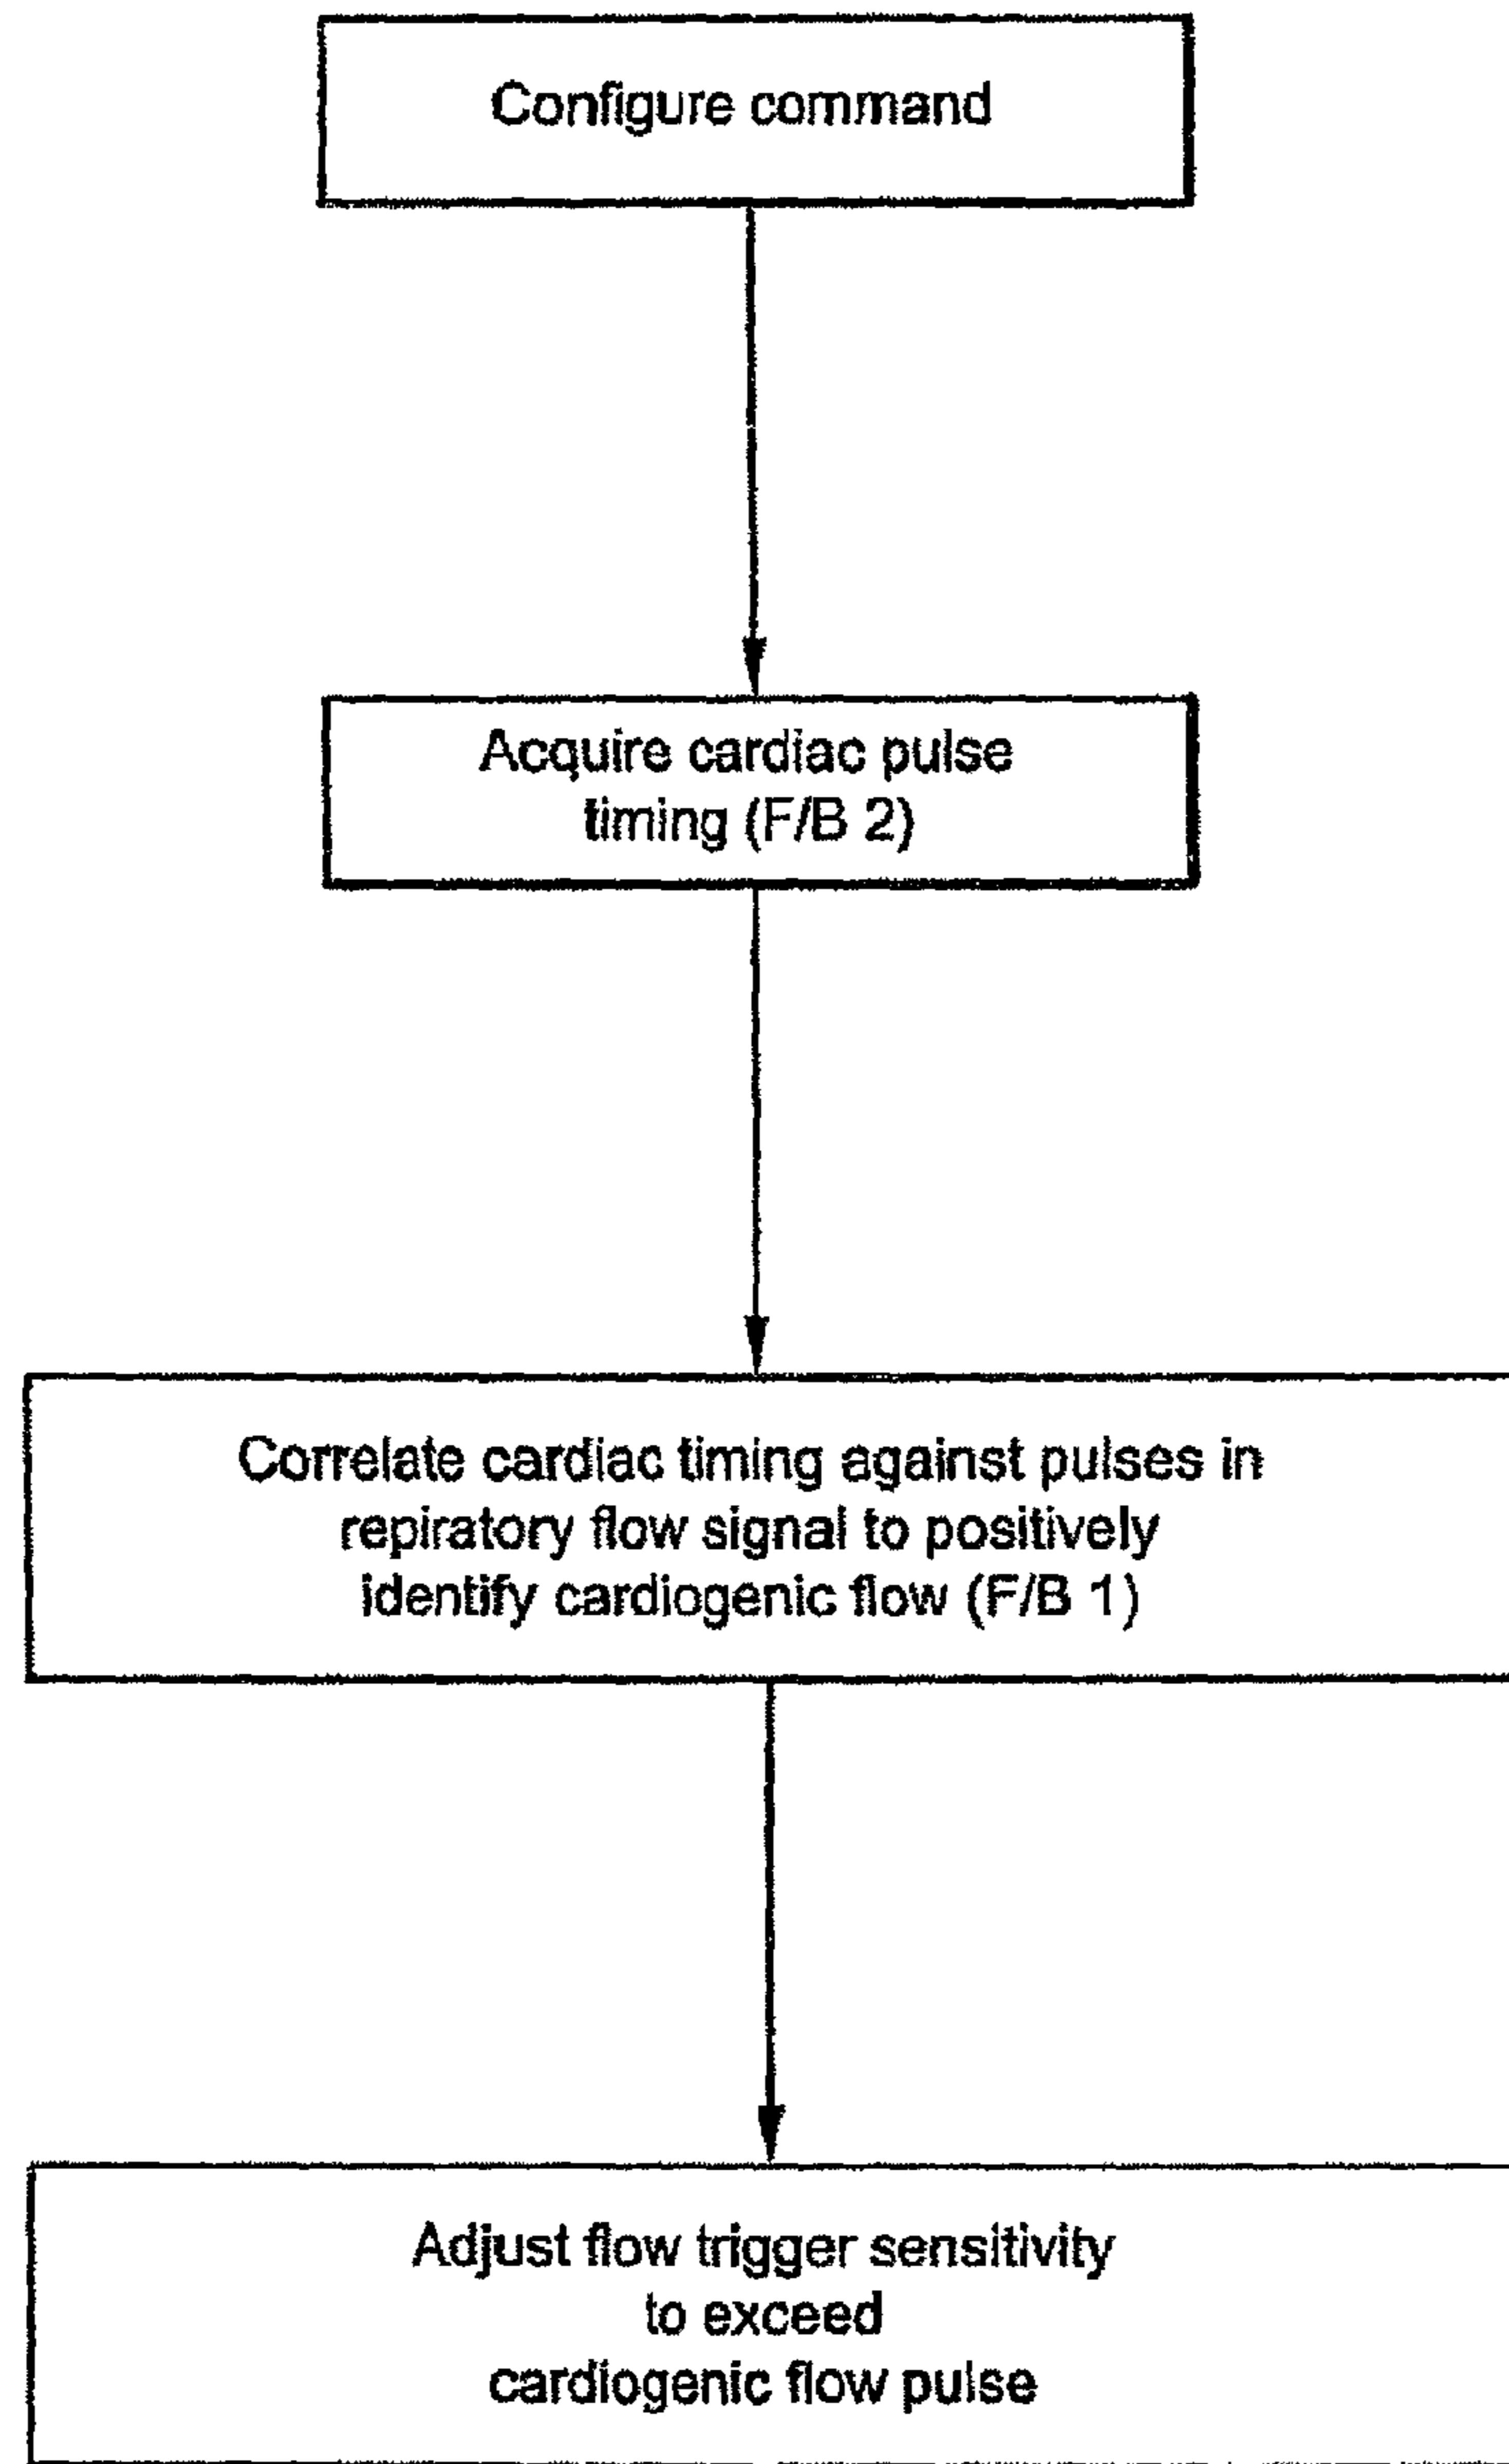 Configure command
Acquire cardiac pulse
timing (F/B 2)
Correlate cardiac timing against pulses in
repiratory flow signal to positively
identify cardiogenic flow (F/B 1)
Adjust flow trigger sensitivity
to exceed
cardiogenic flow pulse